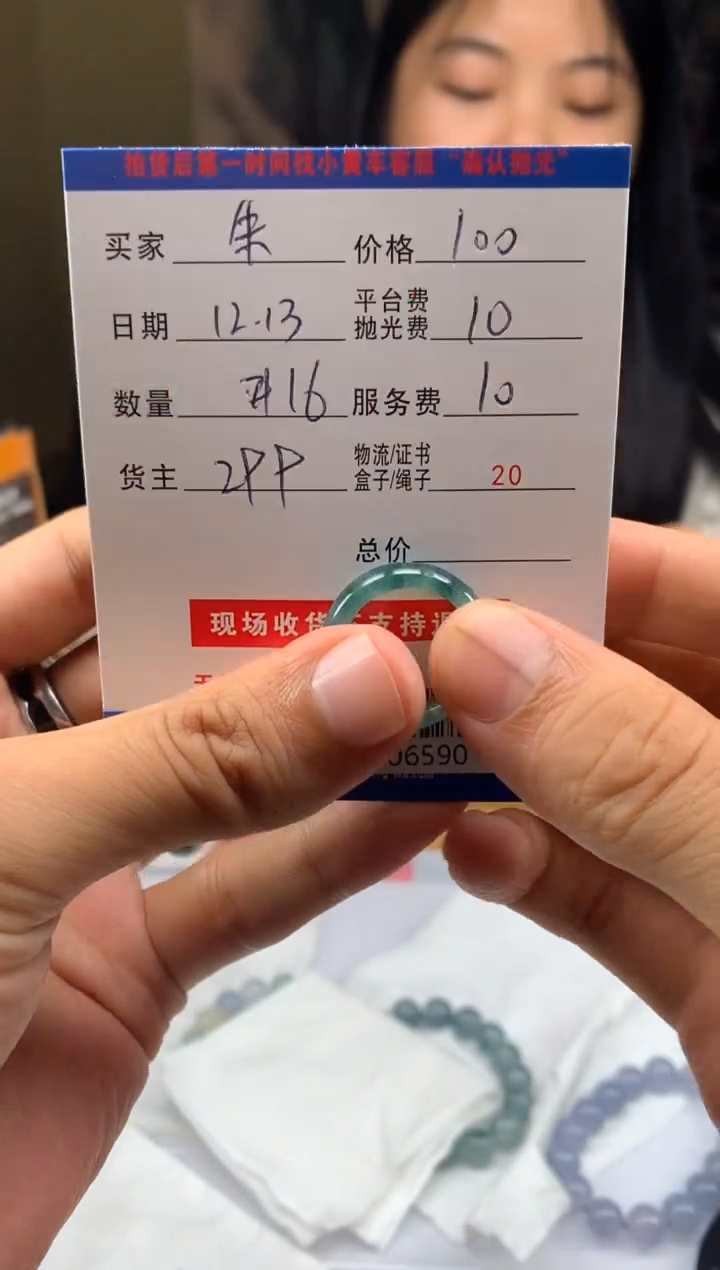 拍货后第一时间找小黄车客服“确认抛光”
买家 朱 价格 100
日期 12.13 平台费 抛光费 10
数量 #16 服务费 10
货主 2PP 物流/证书 盒子/绳子 20
总价
现场收货 支持
06590